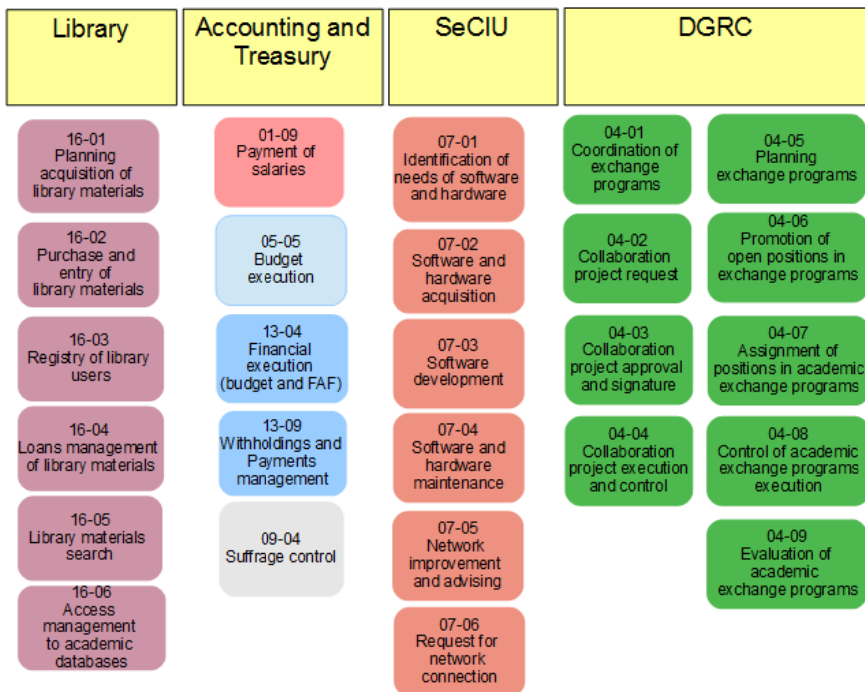 Library
16-01
Planning
acquisition of
library materials
16-02
Purchase and
entry of
library materials
16-03
Registry of library
users
16-04
Loans management
of library materials
16-05
Library materials
search
16-06
Access
management
to academic
databases
Accounting and
Treasury
01-09
Payment of
salaries
05-05
Budget
execution
13-04
Financial
execution
(budget and FAF)
13-09
Withholdings and
Payments
management
09-04
Suffrage control
SeCIU
07-01
Identification of
needs of software
and hardware
07-02
Software and
hardware
acquisition
07-03
Software
development
07-04
Software and
hardware
maintenance
07-05
Network
improvement
and advising
07-06
Request for
network
connection
DGRC
04-01
Coordination of
exchange
programs
04-02
Collaboration
project request
04-03
Collaboration
project approval
and signature
04-04
Collaboration
project execution
and control
04-05
Planning
exchange programs
04-06
Promotion of
open positions in
exchange programs
04-07
Assignment of
positions in academic
exchange programs
04-08
Control of academic
exchange programs
execution
04-09
Evaluation of
academic
exchange programs